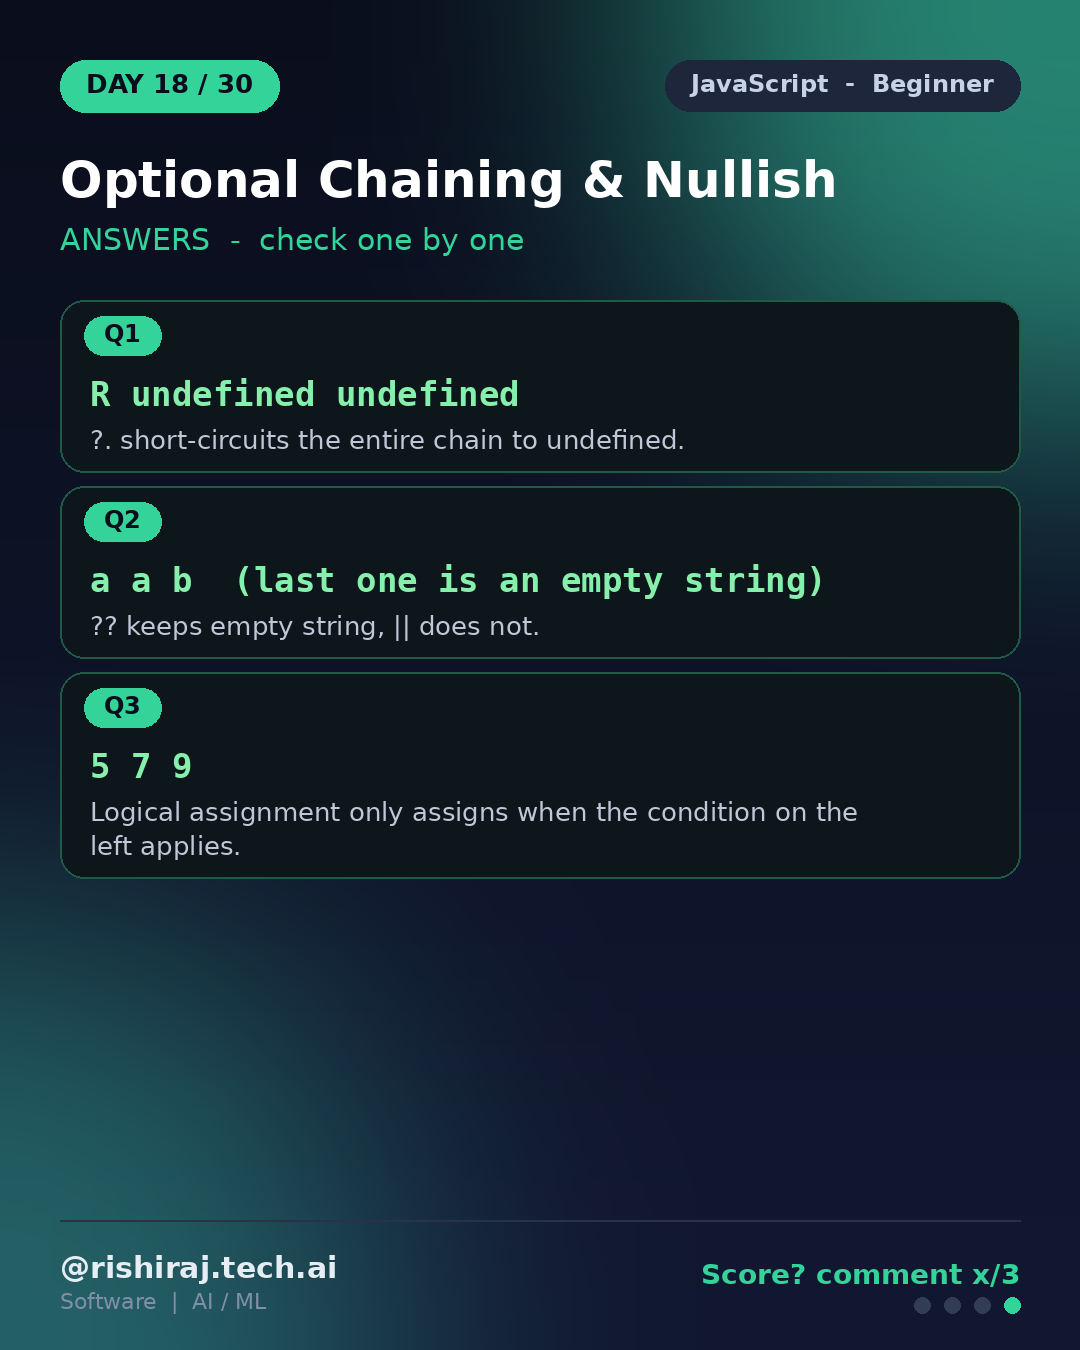 DAY 18 / 30
JavaScript - Beginner
Optional Chaining & Nullish
ANSWERS - check one by one
Q1
R undefined undefined
?. short-circuits the entire chain to undefined.
Q2
a a b  (last one is an empty string)
?? keeps empty string, || does not.
Q3
5 7 9
Logical assignment only assigns when the condition on the
left applies.
@rishiraj.tech.ai
Software | AI / ML
Score? comment x/3